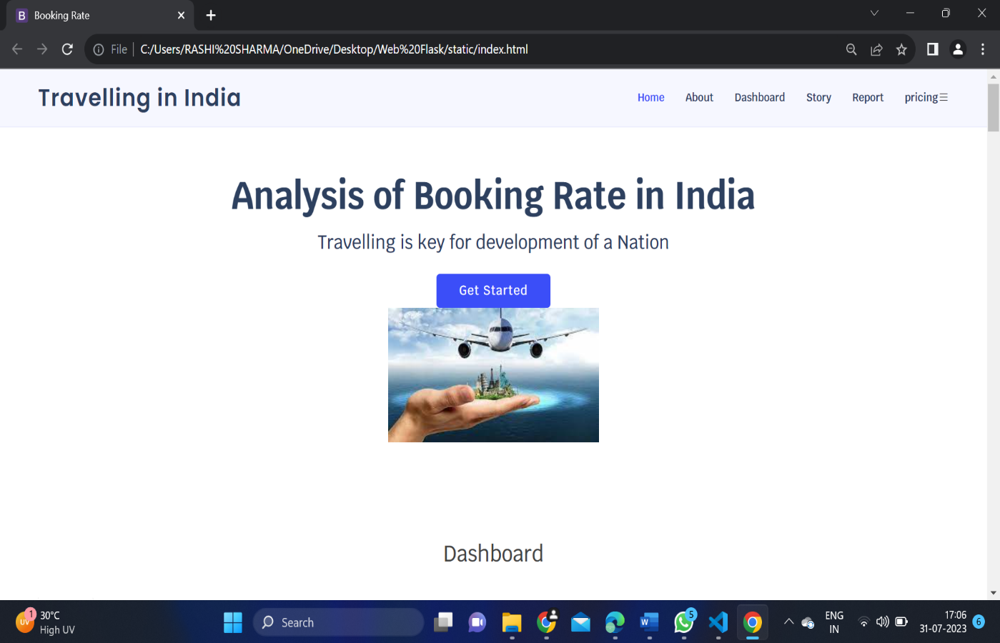 B Booking Rate
File C:/Users/RASHI%20SHARMA/OneDrive/Desktop/Web%20Flask/static/index.html
Travelling in India
Home About Dashboard Story Report pricing
Analysis of Booking Rate in India
Travelling is key for development of a Nation
Get Started
Dashboard
UV 1 30°C
High UV
Search
W
5
ENG
IN
17:06
31-07-2023
6